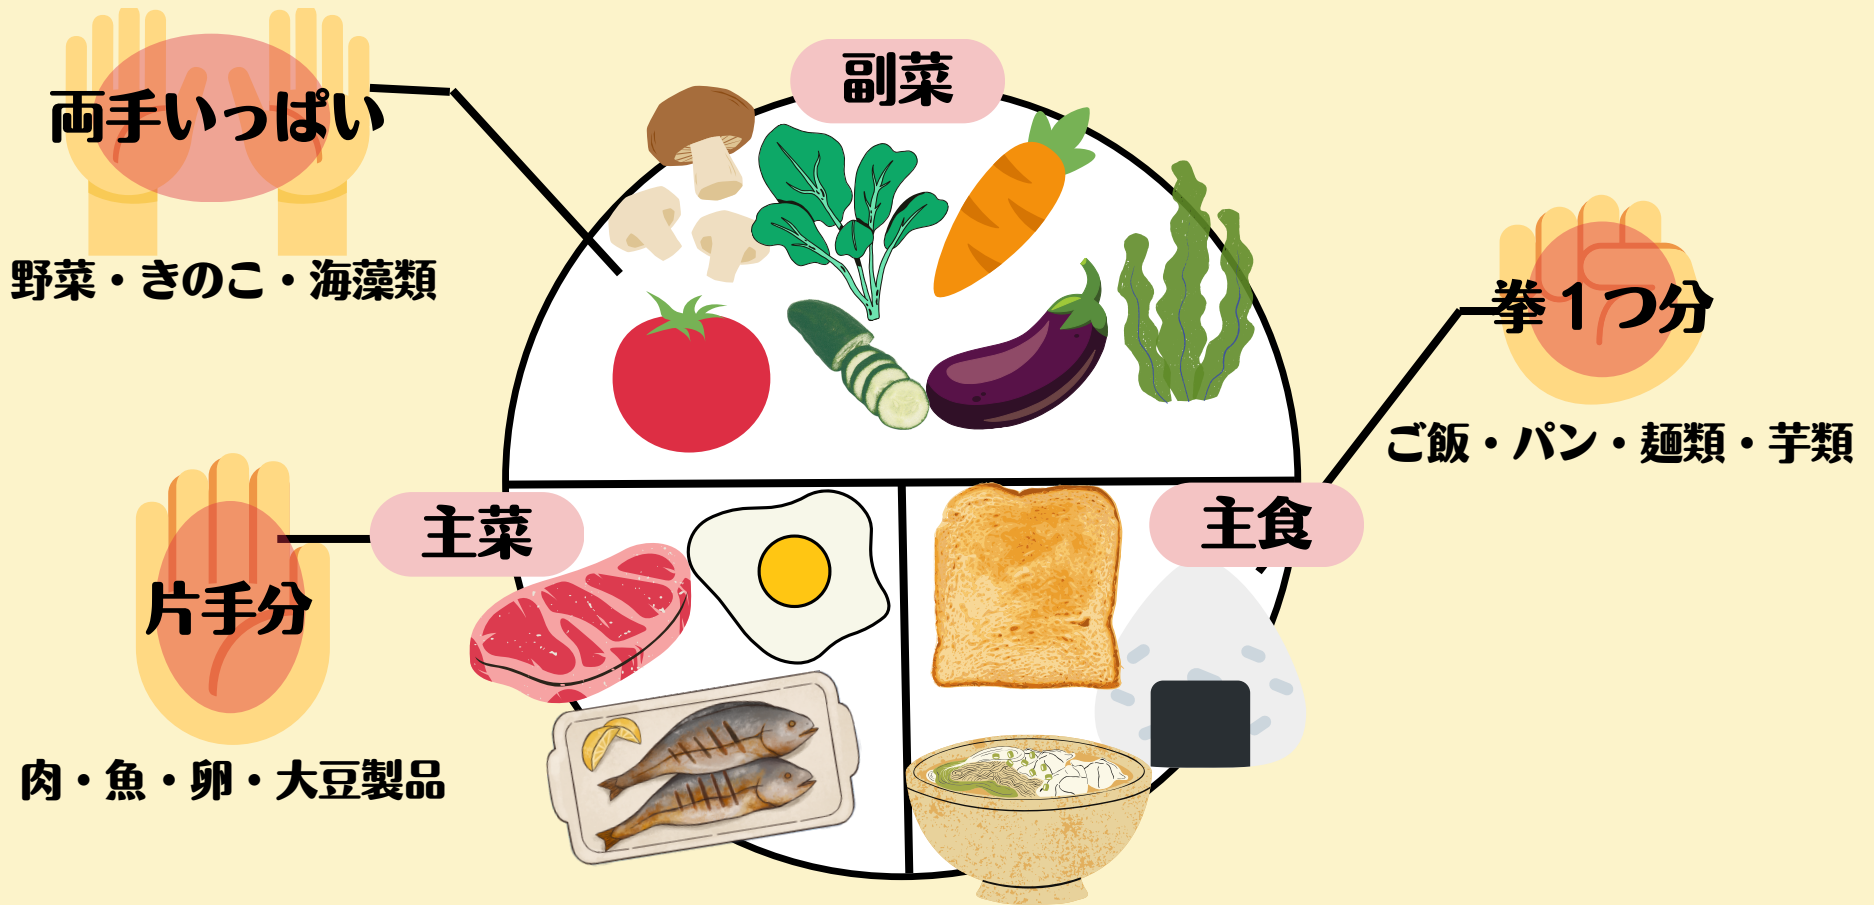 両手いっぱい
野菜・きのこ・海藻類
副菜
拳1つ分
ご飯・パン・麺類・芋類
主菜
片手分
肉・魚・卵・大豆製品
主食